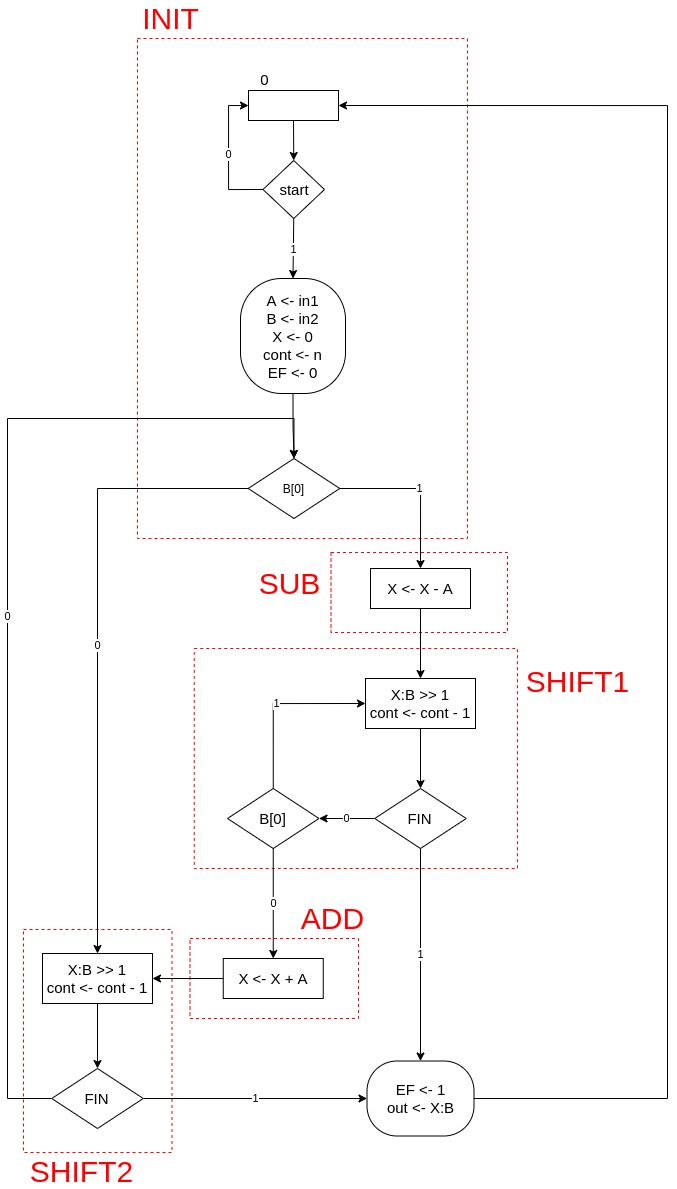 INIT
0
0
start
1
A <- in1
B <- in2
X <- 0
cont <- n
EF <- 0
B[0]
1
SUB
X <- X - A
0
0
SHIFT1
X:B >> 1
cont <- cont - 1
1
B[0]
0
FIN
0
ADD
1
X:B >> 1
cont <- cont - 1
X <- X + A
FIN
1
EF <- 1
out <- X:B
SHIFT2